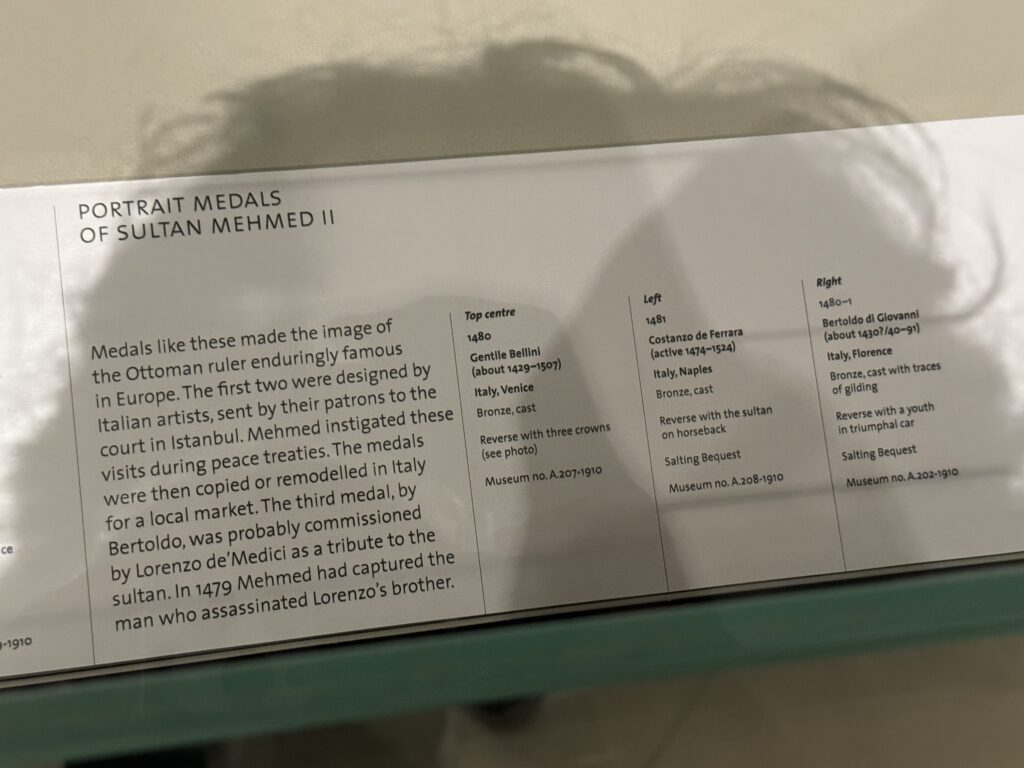 PORTRAIT MEDALS
OF SULTAN MEHMED II
Medals like these made the image of
the Ottoman ruler enduringly famous
in Europe. The first two were designed by
Italian artists, sent by their patrons to the
court in Istanbul. Mehmed instigated these
visits during peace treaties. The medals
were then copied or remodelled in Italy
for a local market. The third medal, by
Bertoldo, was probably commissioned
by Lorenzo de'Medici as a tribute to the
sultan. In 1479 Mehmed had captured the
man who assassinated Lorenzo's brother.
Top centre
1480
Gentile Bellini
(about 1429–1507)
Italy, Venice
Bronze, cast
Reverse with three crowns
(see photo)
Museum no. A.207-1910
Left
1481
Costanzo de Ferrara
(active 1474–1524)
Italy, Naples
Bronze, cast
Reverse with the sultan
on horseback
Salting Bequest
Museum no. A.208-1910
Right
1480–1
Bertoldo di Giovanni
(about 1430?/40–91)
Italy, Florence
Bronze, cast with traces
of gilding
Reverse with a youth
in triumphal car
Salting Bequest
Museum no. A.202-1910